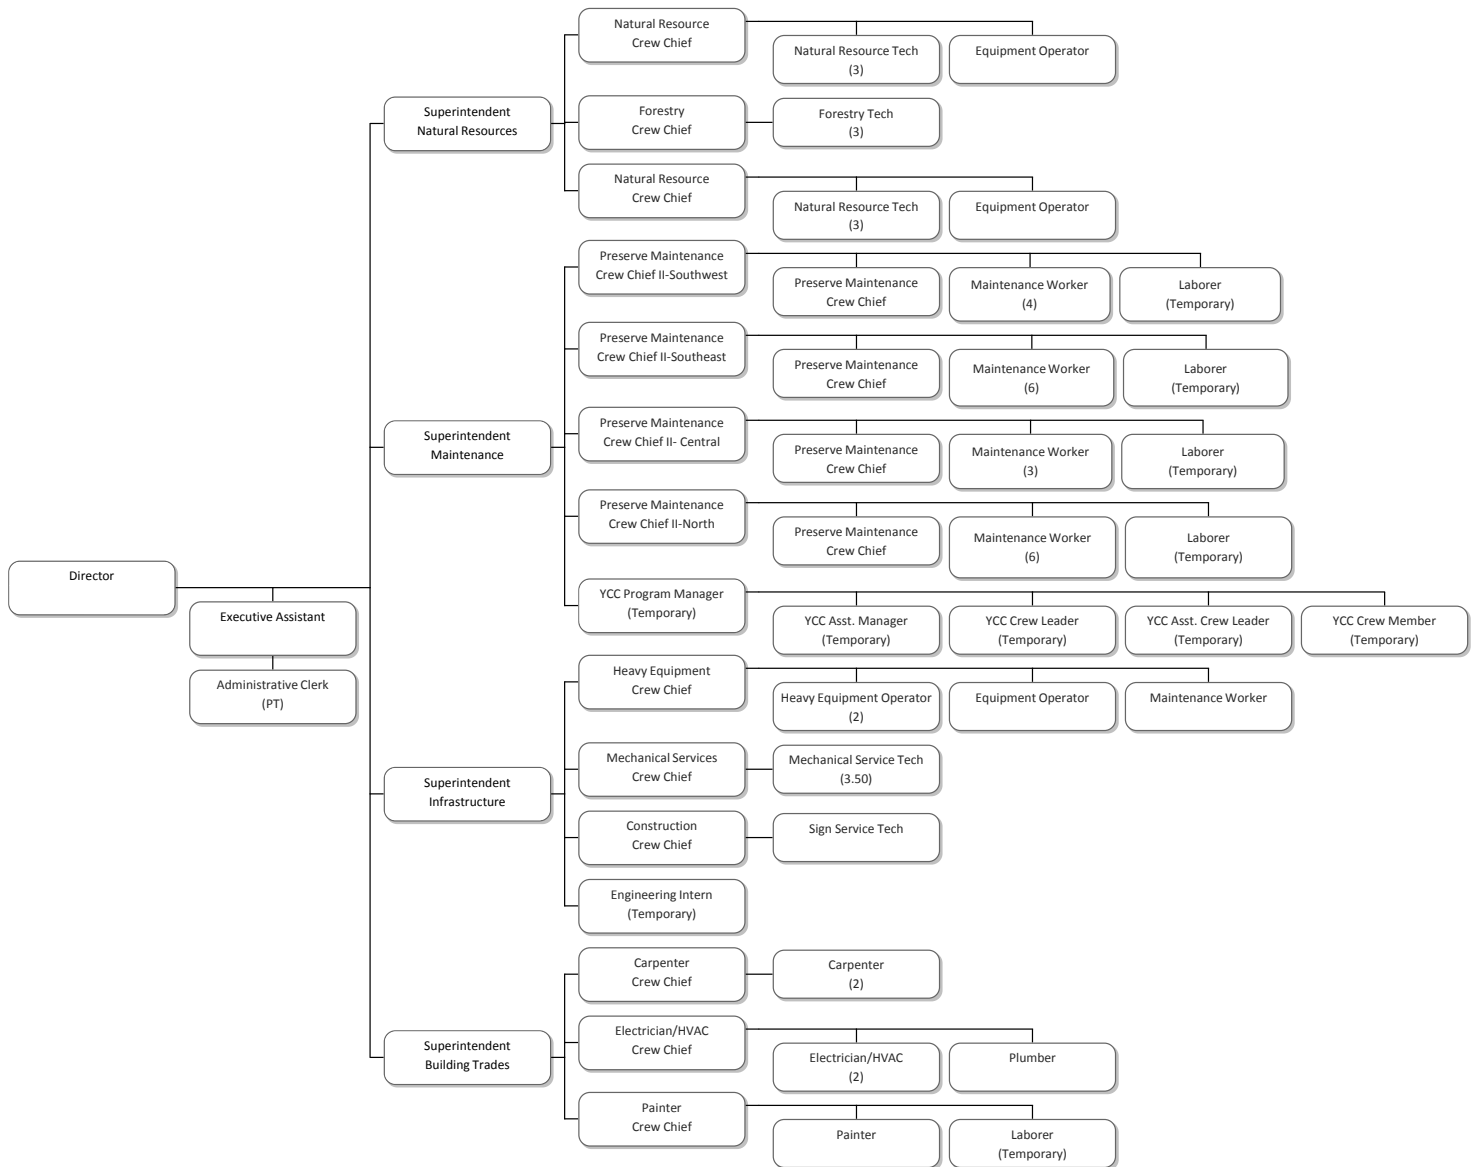 Director
Executive Assistant
Administrative Clerk
(PT)
Superintendent
Natural Resources
Natural Resource
Crew Chief
Natural Resource Tech
(3)
Equipment Operator
Forestry
Crew Chief
Forestry Tech
(3)
Natural Resource
Crew Chief
Natural Resource Tech
(3)
Equipment Operator
Superintendent
Maintenance
Preserve Maintenance
Crew Chief II-Southwest
Preserve Maintenance
Crew Chief
Maintenance Worker
(4)
Laborer
(Temporary)
Preserve Maintenance
Crew Chief II-Southeast
Preserve Maintenance
Crew Chief
Maintenance Worker
(6)
Laborer
(Temporary)
Preserve Maintenance
Crew Chief II- Central
Preserve Maintenance
Crew Chief
Maintenance Worker
(3)
Laborer
(Temporary)
Preserve Maintenance
Crew Chief II-North
Preserve Maintenance
Crew Chief
Maintenance Worker
(6)
Laborer
(Temporary)
YCC Program Manager
(Temporary)
YCC Asst. Manager
(Temporary)
YCC Crew Leader
(Temporary)
YCC Asst. Crew Leader
(Temporary)
YCC Crew Member
(Temporary)
Superintendent
Infrastructure
Heavy Equipment
Crew Chief
Heavy Equipment Operator
(2)
Equipment Operator
Maintenance Worker
Mechanical Services
Crew Chief
Mechanical Service Tech
(3.50)
Construction
Crew Chief
Sign Service Tech
Engineering Intern
(Temporary)
Superintendent
Building Trades
Carpenter
Crew Chief
Carpenter
(2)
Electrician/HVAC
Crew Chief
Electrician/HVAC
(2)
Plumber
Painter
Crew Chief
Painter
Laborer
(Temporary)